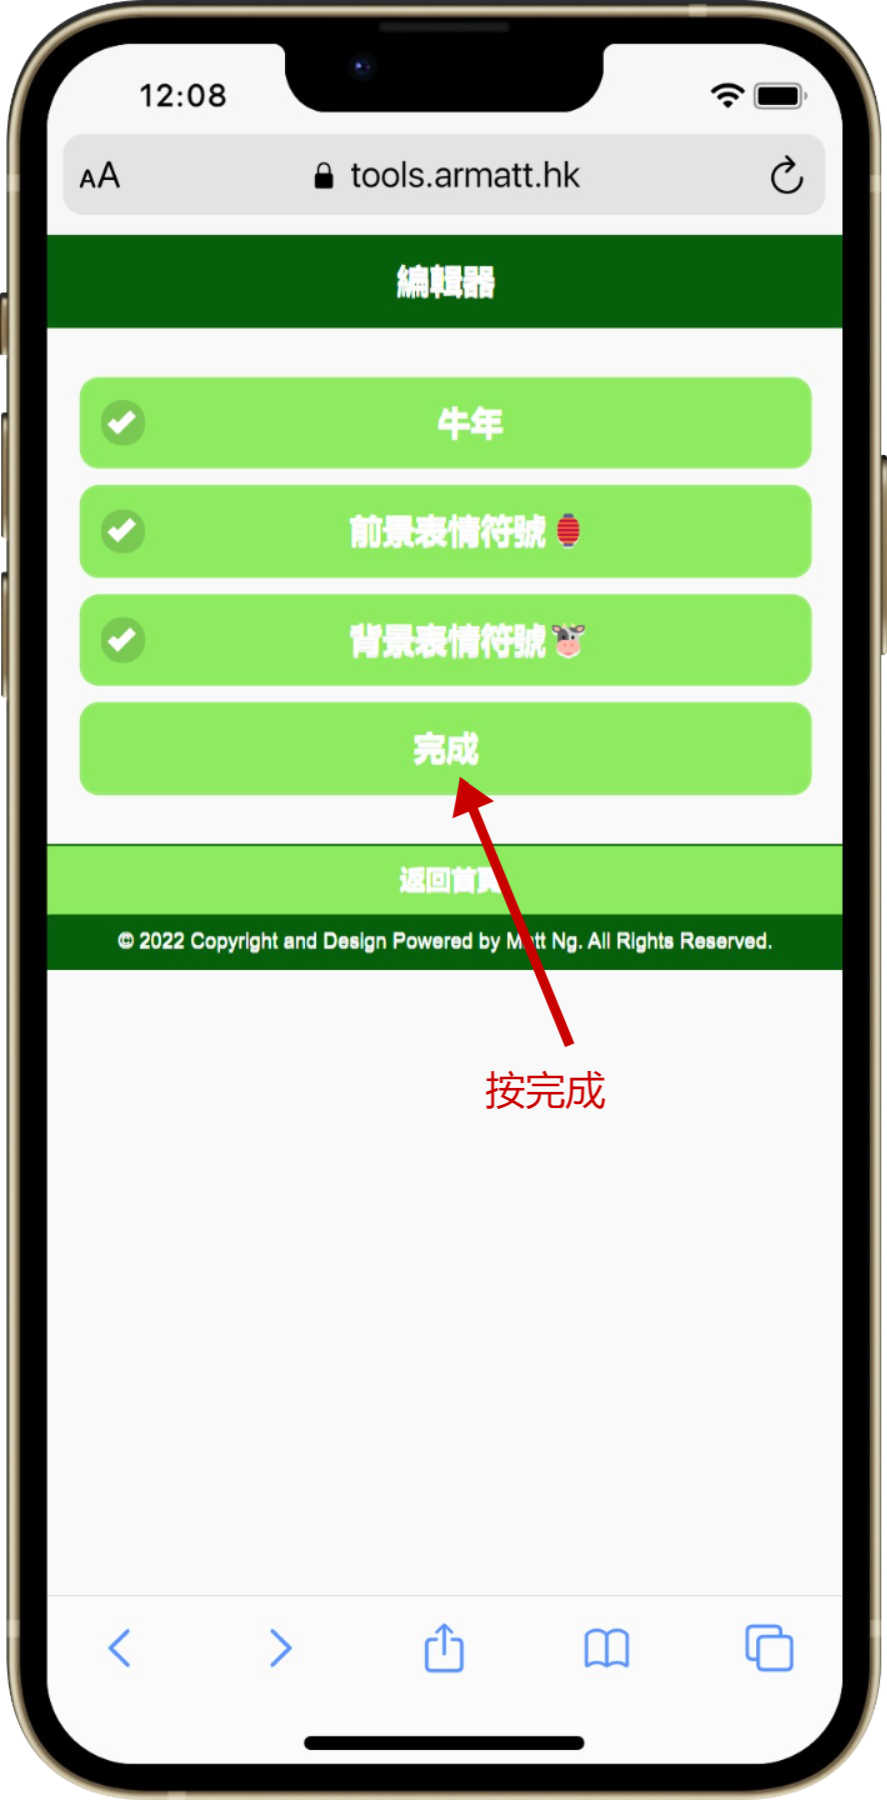 12:08
AA
tools.armatt.hk
編輯器
牛年
前景表情符號🏮
背景表情符號🐮
完成
返回首頁
© 2022 Copyright and Design Powered by Matt Ng. All Rights Reserved.
按完成